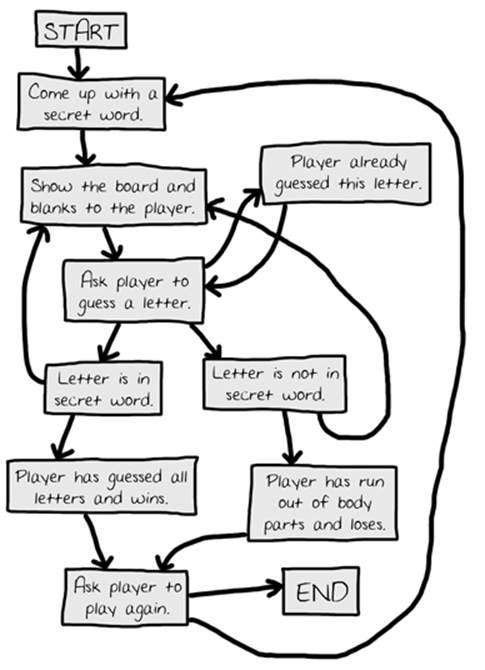 START
Come up with a
secret word.
Show the board and
blanks to the player.
Player already
guessed this letter.
Ask player to
guess a letter.
Letter is in
secret word.
Letter is not in
secret word.
Player has guessed all
letters and wins.
Player has run
out of body
parts and loses.
Ask player to
play again.
END